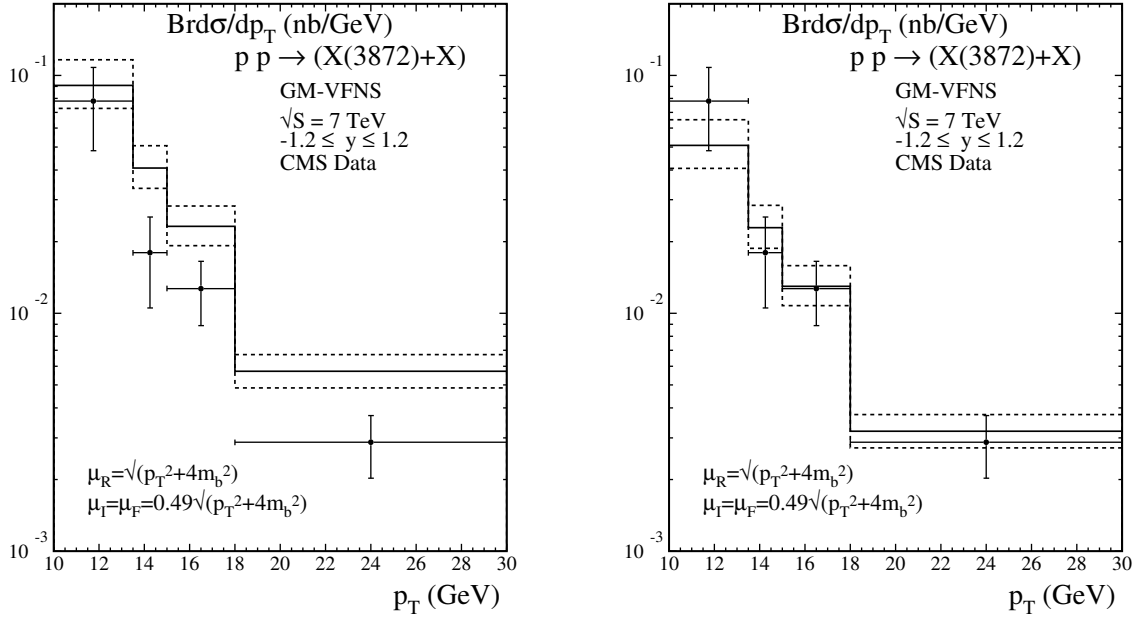 Brdσ/dp_T (nb/GeV)
p p → (X(3872)+X)
GM-VFNS
√S = 7 TeV
-1.2 ≤ y ≤ 1.2
CMS Data
10^-1
10^-2
10^-3
μ_R=√(p_T^2+4m_b^2)
μ_I=μ_F=0.49√(p_T^2+4m_b^2)
10 12 14 16 18 20 22 24 26 28 30
p_T (GeV)
Brdσ/dp_T (nb/GeV)
p p → (X(3872)+X)
GM-VFNS
√S = 7 TeV
-1.2 ≤ y ≤ 1.2
CMS Data
10^-1
10^-2
10^-3
μ_R=√(p_T^2+4m_b^2)
μ_I=μ_F=0.49√(p_T^2+4m_b^2)
10 12 14 16 18 20 22 24 26 28 30
p_T (GeV)